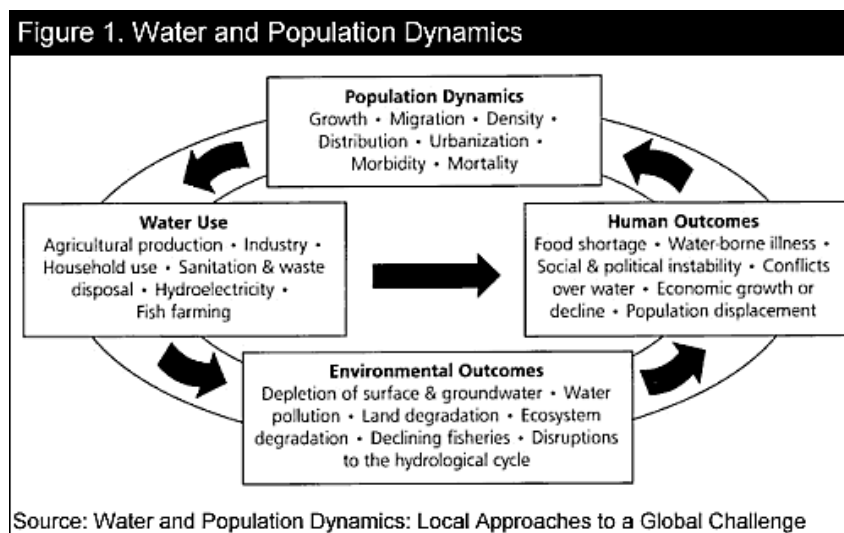 Figure 1. Water and Population Dynamics
Population Dynamics
Growth • Migration • Density •
Distribution • Urbanization •
Morbidity • Mortality
Water Use
Agricultural production • Industry •
Household use • Sanitation & waste
disposal • Hydroelectricity •
Fish farming
Human Outcomes
Food shortage • Water-borne illness •
Social & political instability • Conflicts
over water • Economic growth or
decline • Population displacement
Environmental Outcomes
Depletion of surface & groundwater • Water
pollution • Land degradation • Ecosystem
degradation • Declining fisheries • Disruptions
to the hydrological cycle
Source: Water and Population Dynamics: Local Approaches to a Global Challenge